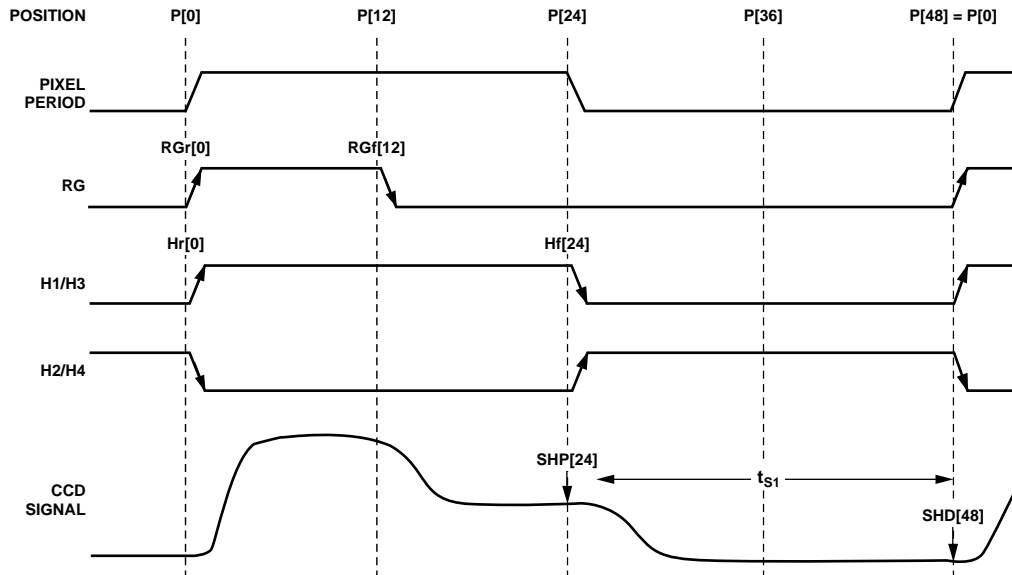 POSITION P[0] P[12] P[24] P[36] P[48] = P[0]
PIXEL
PERIOD
RGr[0] RGf[12]
RG
Hr[0] Hf[24]
H1/H3
H2/H4
SHP[24]
tS1
CCD
SIGNAL
SHD[48]